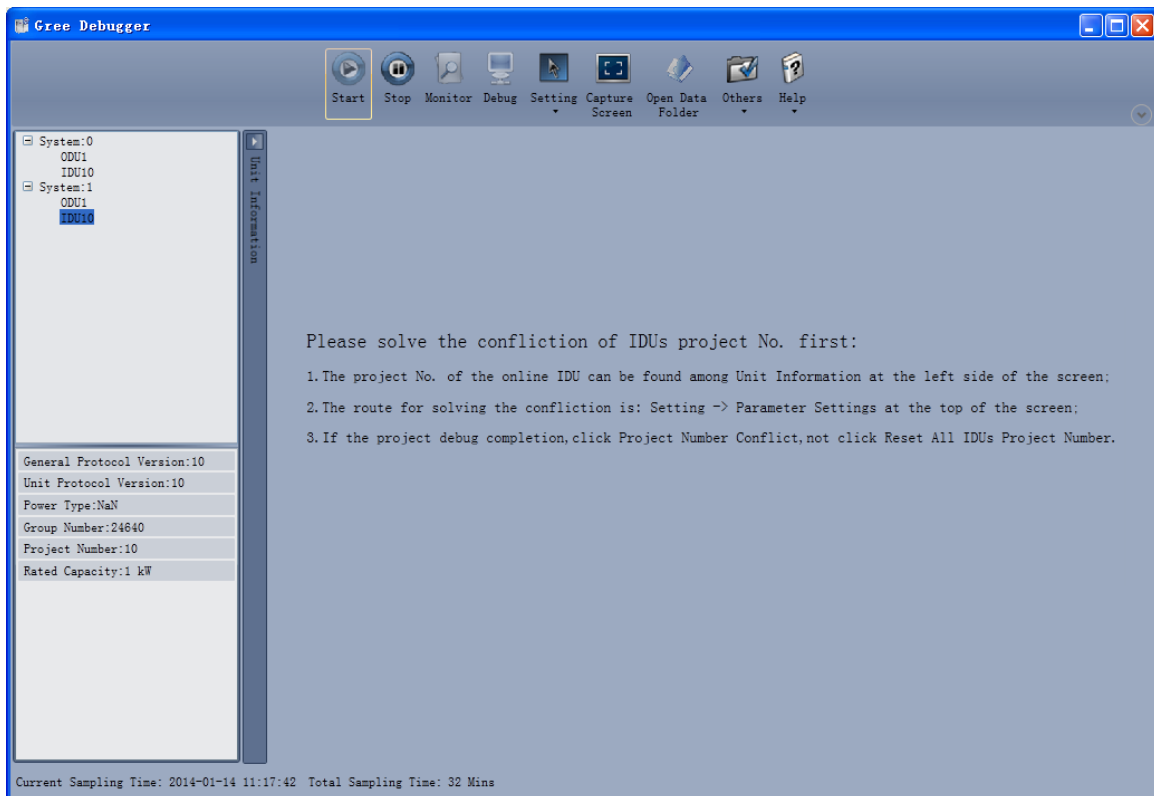 Gree Debugger
Start Stop Monitor Debug Setting Capture Screen Open Data Folder Others Help
System:0
ODU1
IDU10
System:1
ODU1
IDU10
Unit Information
Please solve the confliction of IDUs project No. first:
1.The project No. of the online IDU can be found among Unit Information at the left side of the screen;
2.The route for solving the confliction is: Setting -> Parameter Settings at the top of the screen;
3.If the project debug completion,click Project Number Conflict,not click Reset All IDUs Project Number.
General Protocol Version:10
Unit Protocol Version:10
Power Type:NaN
Group Number:24640
Project Number:10
Rated Capacity:1 kW
Current Sampling Time: 2014-01-14 11:17:42 Total Sampling Time: 32 Mins